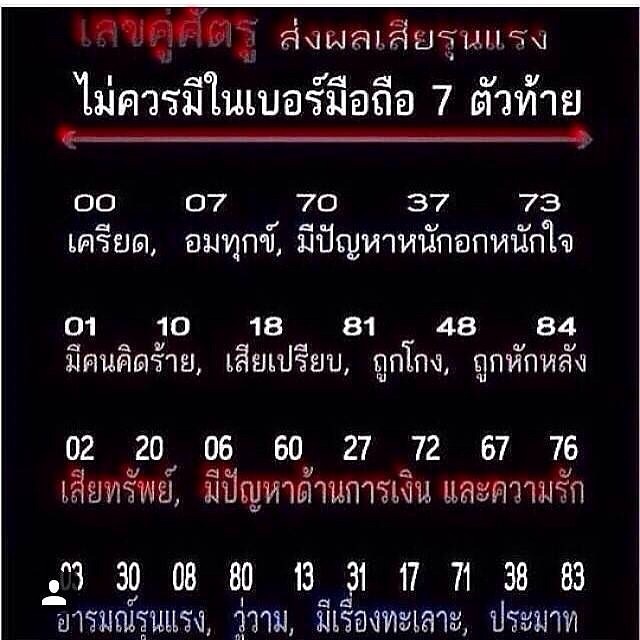 เลขคู่ศัตรู ส่งผลเสียรุนแรง
ไม่ควรมีในเบอร์มือถือ 7 ตัวท้าย
00 07 70 37 73
เครียด, อมทุกข์, มีปัญหาหนักอกหนักใจ
01 10 18 81 48 84
มีคนคิดร้าย, เสียเปรียบ, ถูกโกง, ถูกหักหลัง
02 20 06 60 27 72 67 76
เสียทรัพย์, มีปัญหาด้านการเงิน และความรัก
03 30 08 80 13 31 17 71 38 83
อารมณ์รุนแรง, วู่วาม, มีเรื่องทะเลาะ, ประมาท